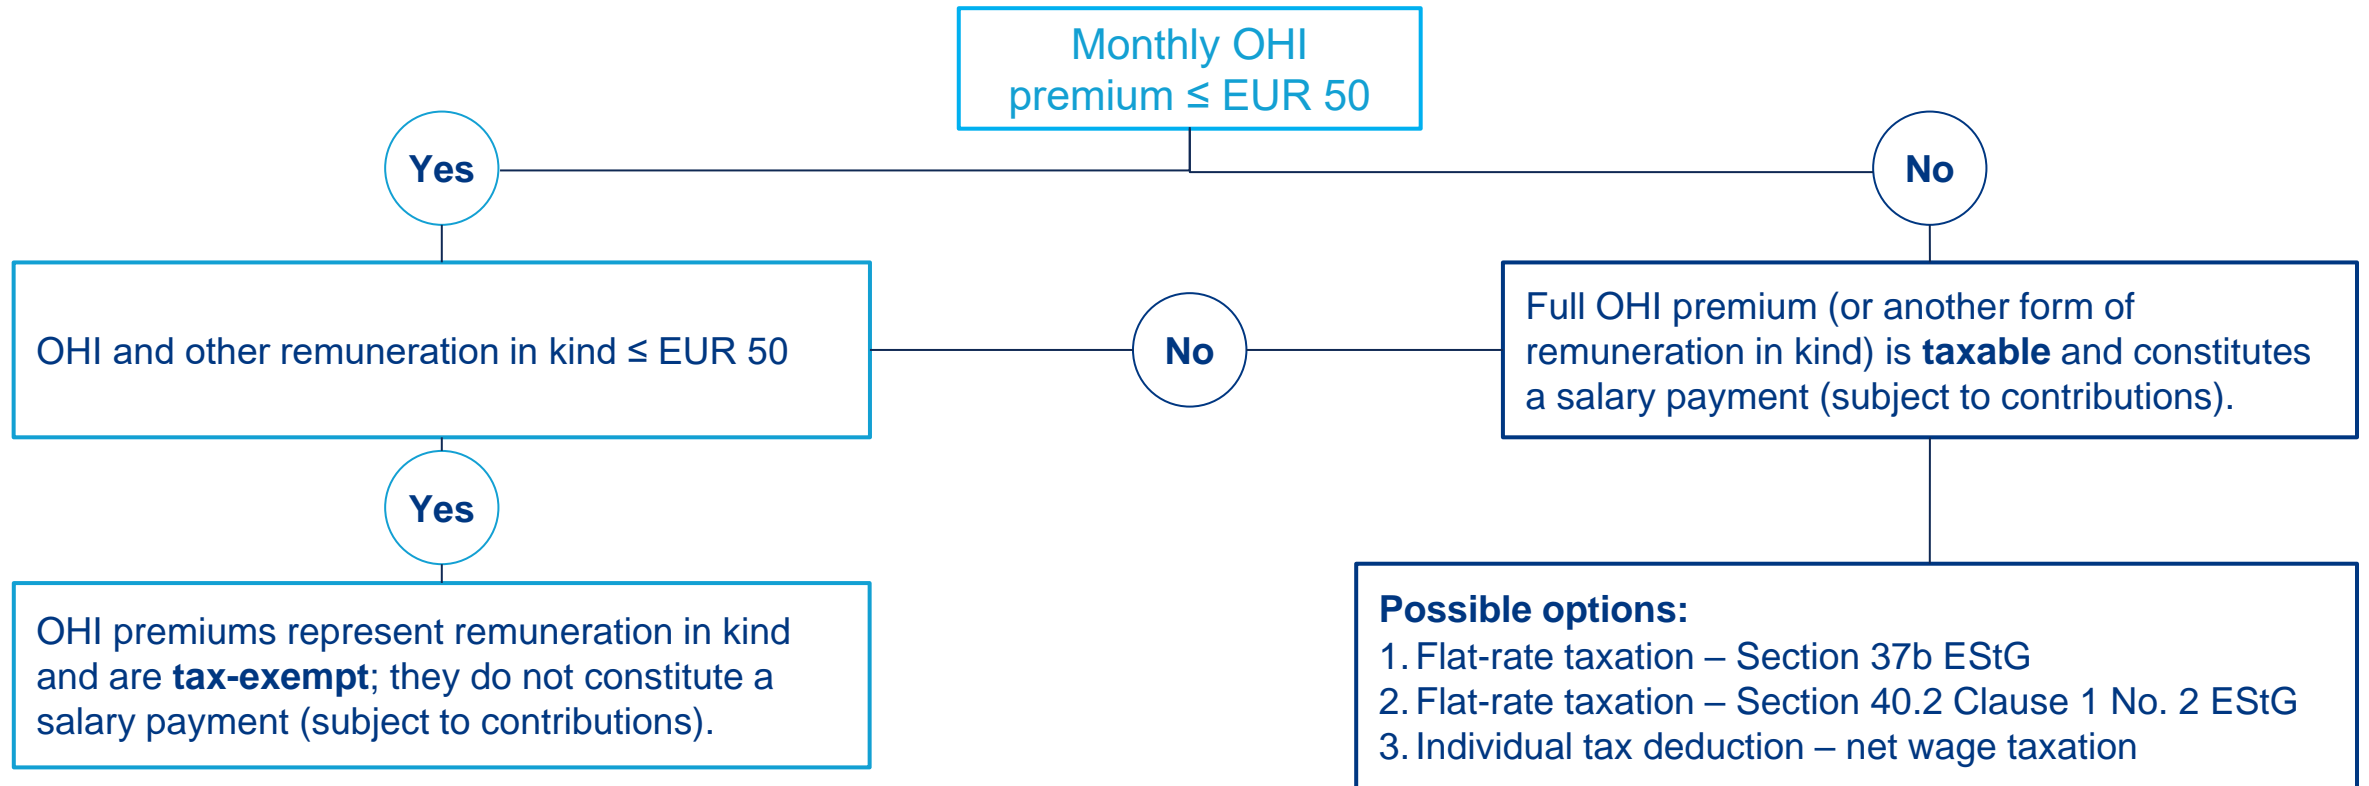 Monthly OHI
premium ≤ EUR 50
Yes
No
OHI and other remuneration in kind ≤ EUR 50
No
Full OHI premium (or another form of
remuneration in kind) is taxable and constitutes
a salary payment (subject to contributions).
Yes
OHI premiums represent remuneration in kind
and are tax-exempt; they do not constitute a
salary payment (subject to contributions).
Possible options:
1. Flat-rate taxation – Section 37b EStG
2. Flat-rate taxation – Section 40.2 Clause 1 No. 2 EStG
3. Individual tax deduction – net wage taxation